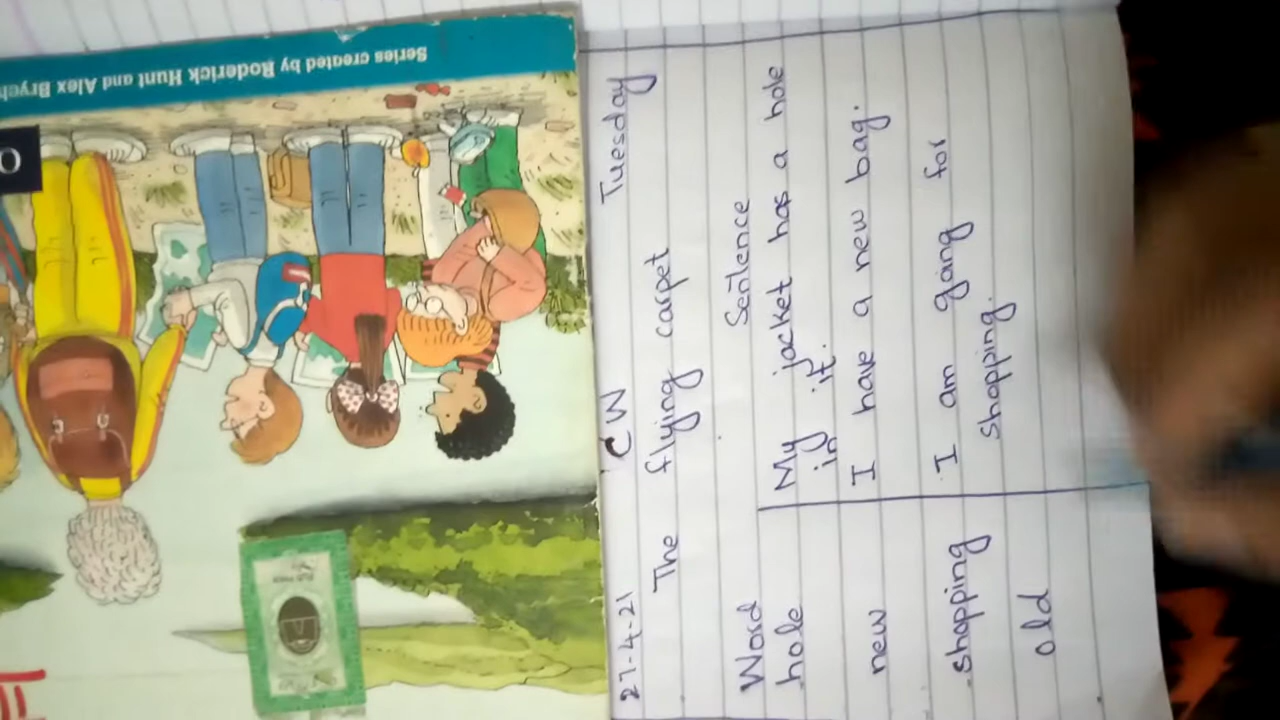 Series created by Roderick Hunt and Alex
27-4-21 CW Tuesday
The flying carpet
Word Sentence
hole My jacket has a hole
in it.
new I have a new bag.
shopping I am going for
shopping.
old